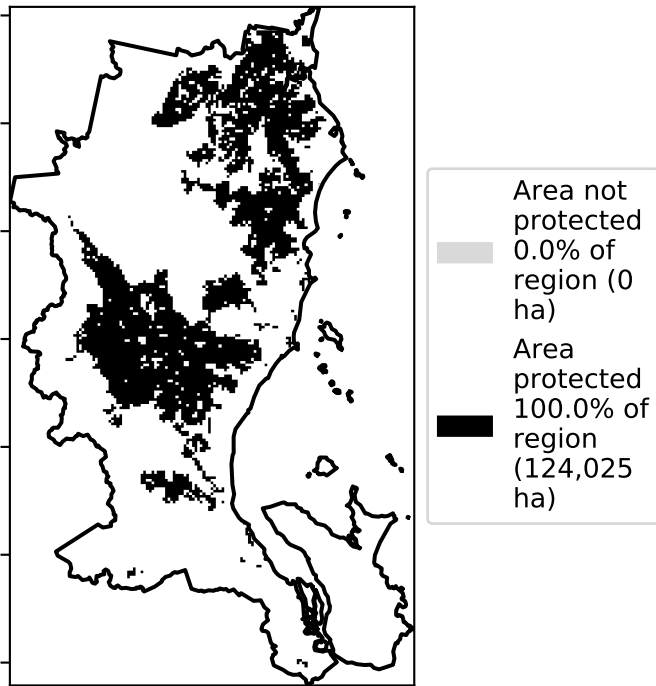 Area not
protected
0.0% of
region (0
ha)
Area
protected
100.0% of
region
(124,025
ha)